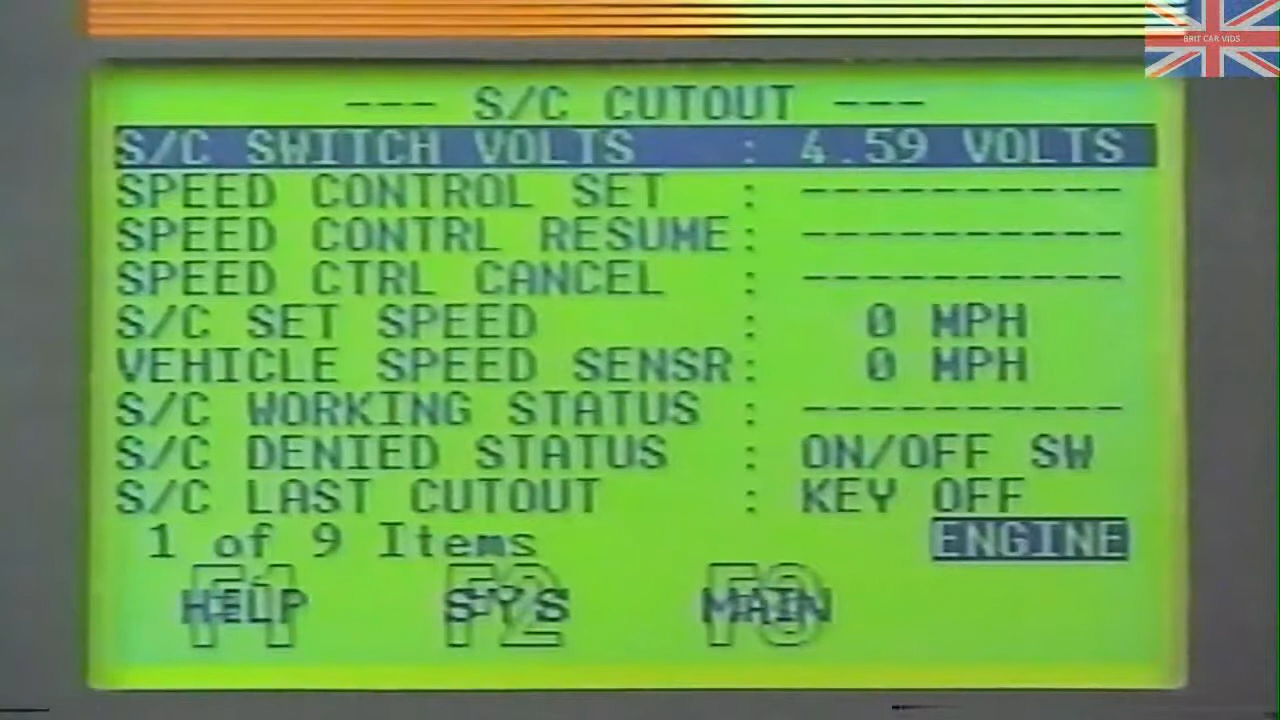 BRIT CAR VIDS
--- S/C CUTOUT ---
S/C SWITCH VOLTS : 4.59 VOLTS
SPEED CONTROL SET : ----------
SPEED CONTRL RESUME: ----------
SPEED CTRL CANCEL : ----------
S/C SET SPEED : 0 MPH
VEHICLE SPEED SENSR: 0 MPH
S/C WORKING STATUS : ----------
S/C DENIED STATUS : ON/OFF SW
S/C LAST CUTOUT : KEY OFF
1 of 9 Items ENGINE
F1 F2 F3
HELP SYS MAIN